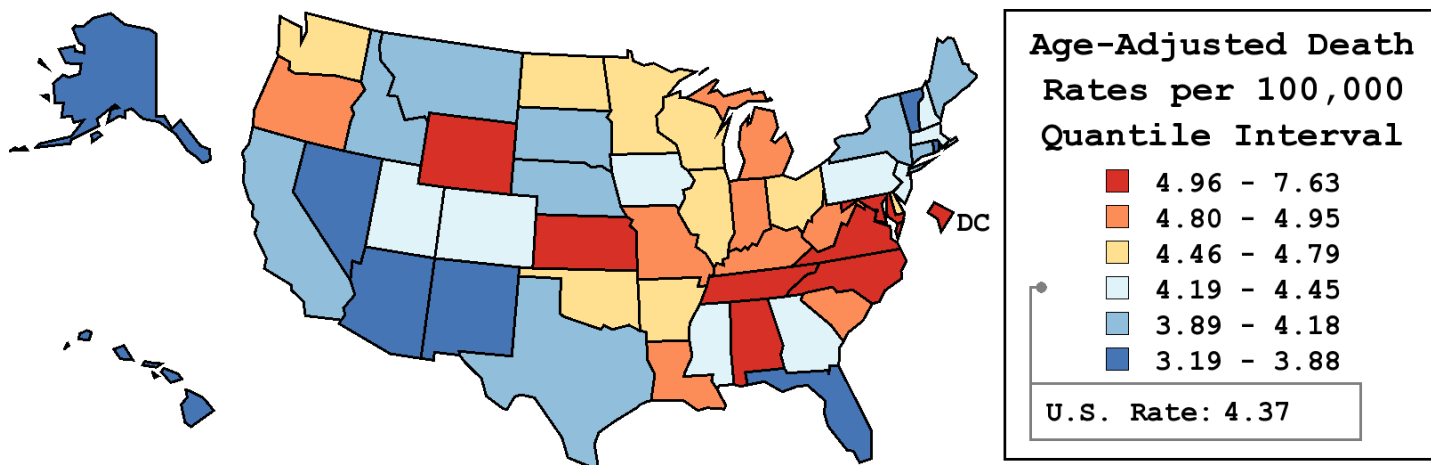 Age-Adjusted Death
Rates per 100,000
Quantile Interval
4.96 - 7.63
4.80 - 4.95
4.46 - 4.79
4.19 - 4.45
3.89 - 4.18
3.19 - 3.88
U.S. Rate: 4.37
DC